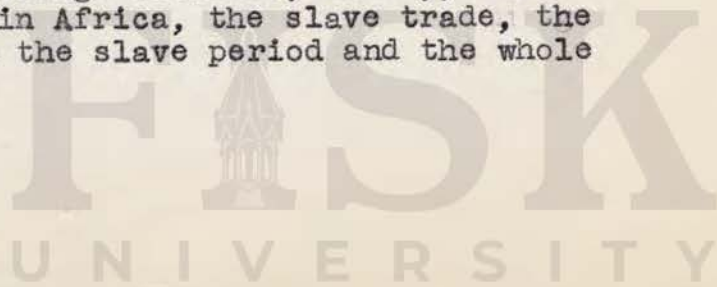 in Africa, the slave trade, the
the slave period and the whole
FISK
UNIVERSITY